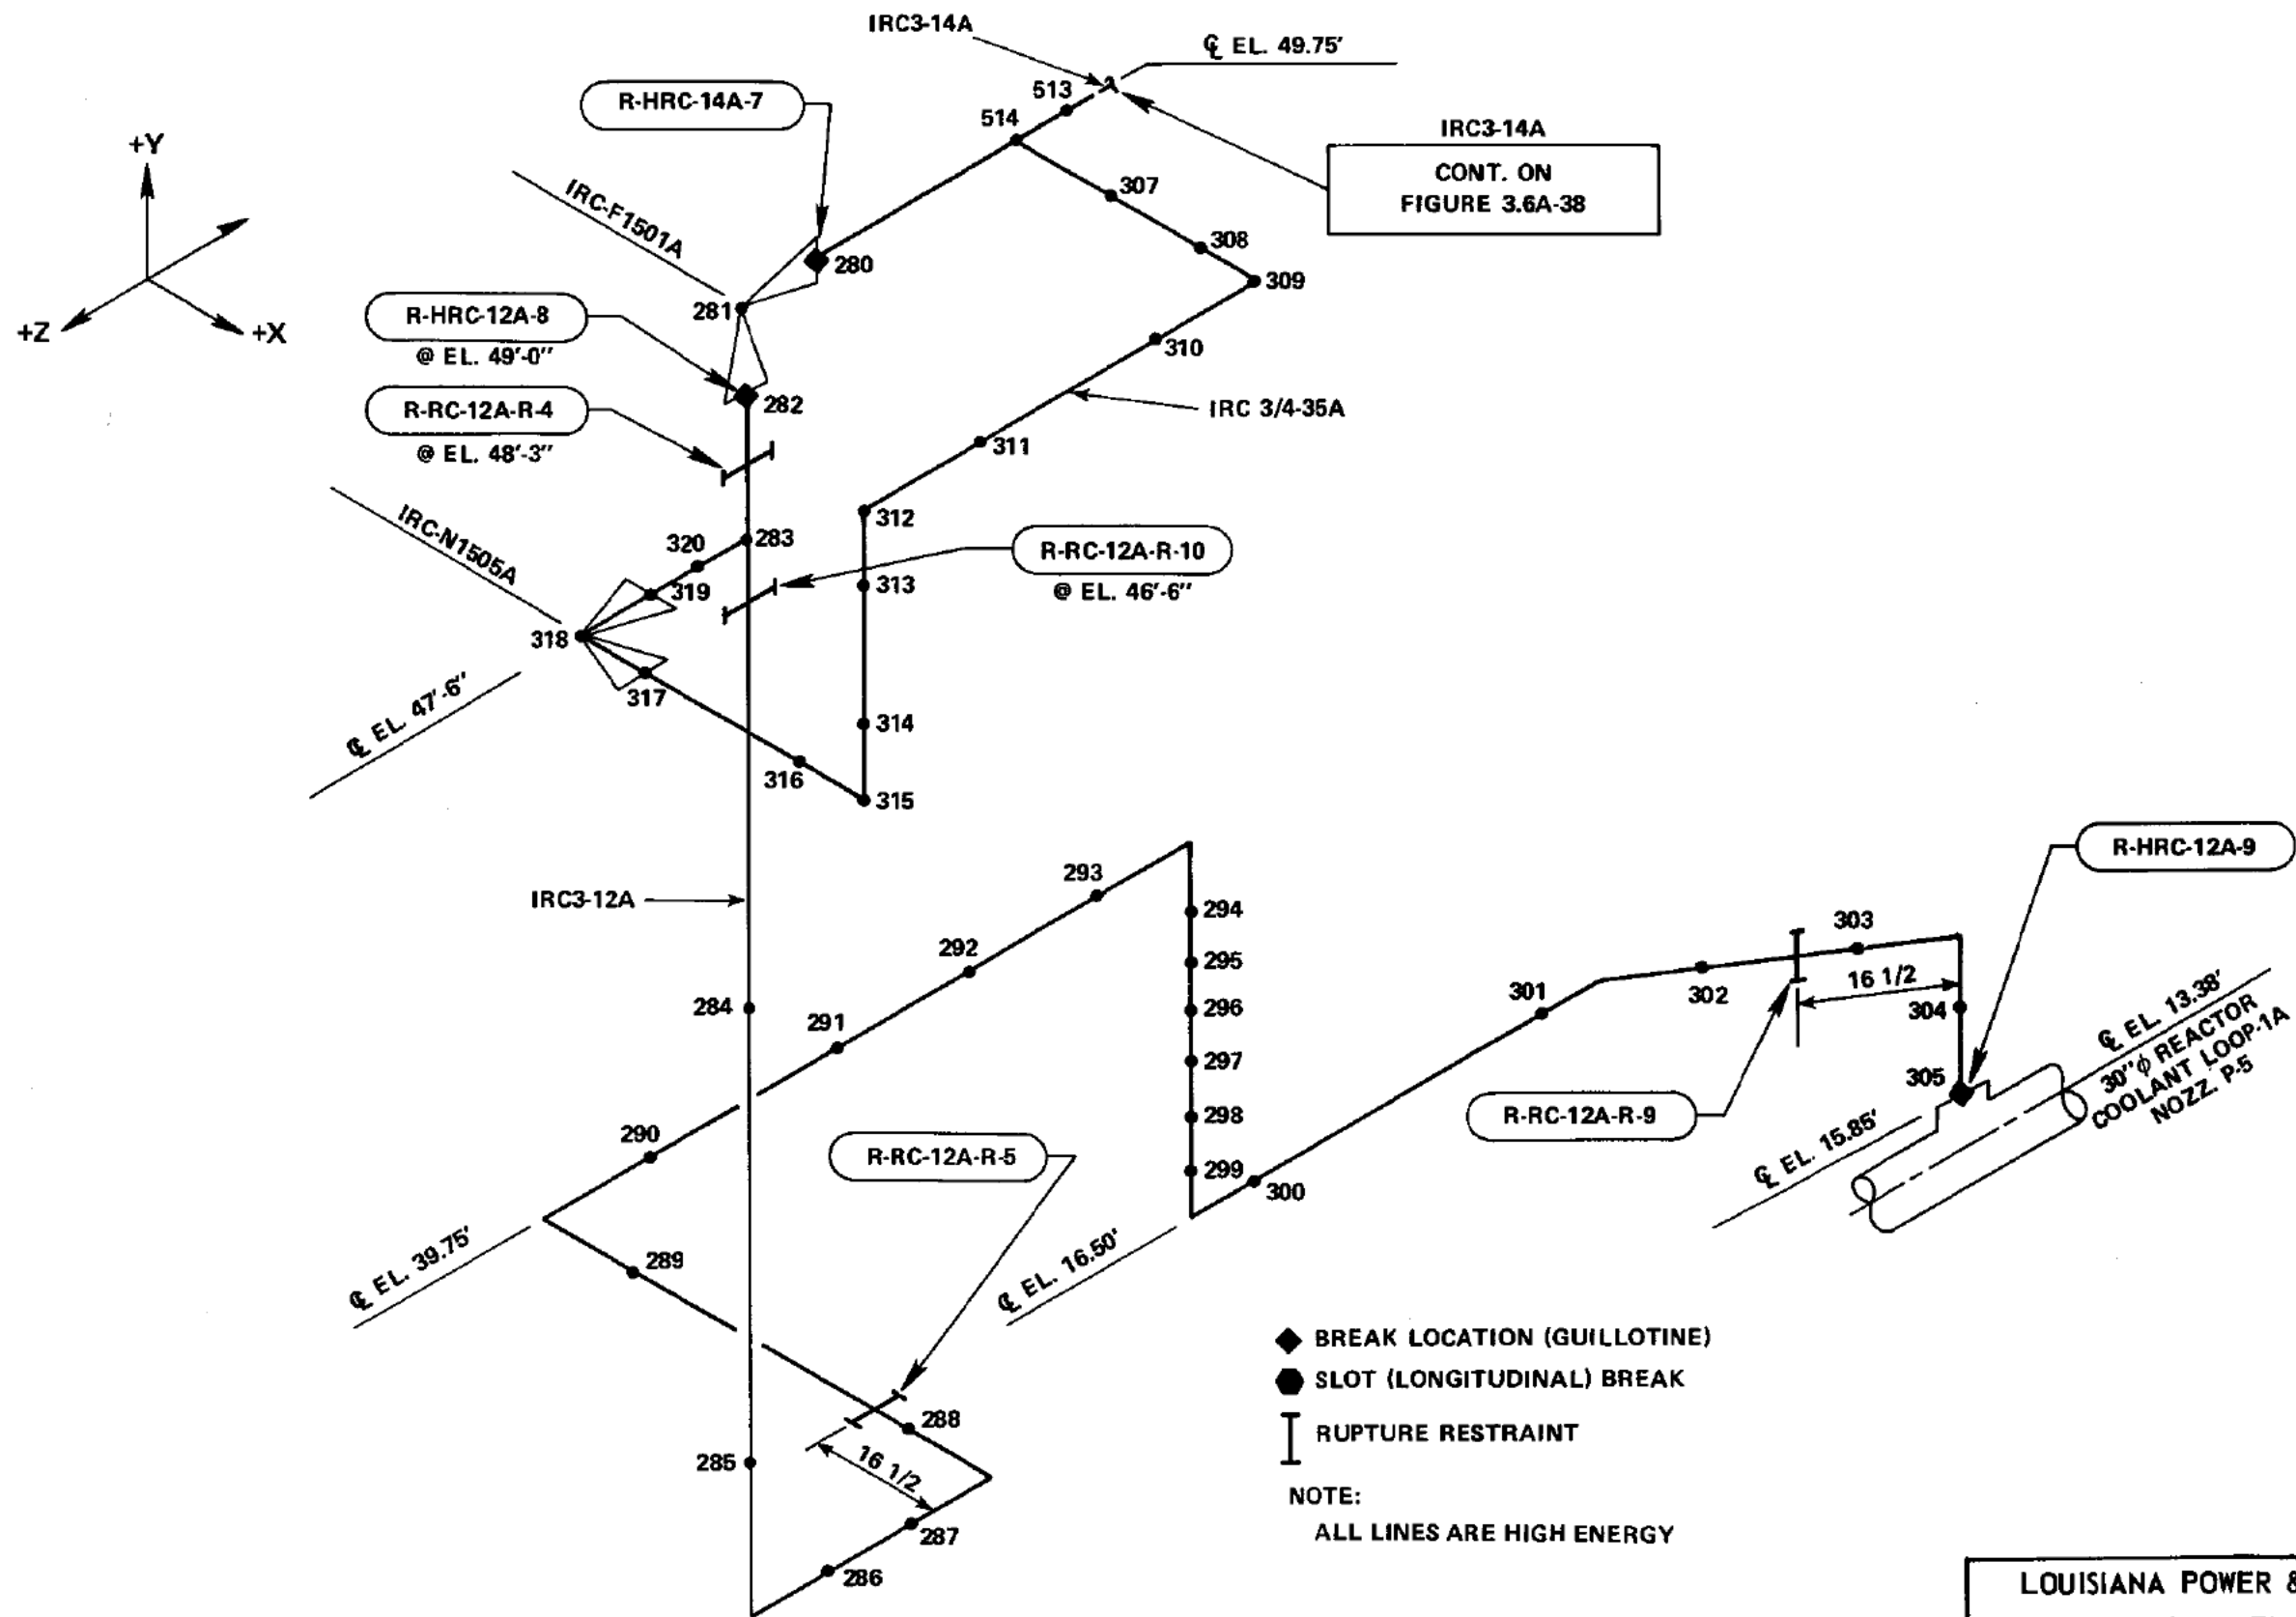 IRC3-14A
℄ EL. 49.75'
513
514
R-HRC-14A-7
IRC3-14A
CONT. ON
FIGURE 3.6A-38
+Y
+Z
+X
IRC-F1501A
307
308
280
309
281
R-HRC-12A-8
@ EL. 49'-0"
310
282
R-RC-12A-R-4
@ EL. 48'-3"
IRC 3/4-35A
311
312
IRC-N1505A
320
283
R-RC-12A-R-10
@ EL. 46'-6"
319
313
318
317
℄ EL. 47'-6"
314
316
315
R-HRC-12A-9
293
294
IRC3-12A
303
292
295
302
16 1/2
301
296
304
284
291
297
℄ EL. 13.38'
30"ϕ REACTOR
COOLANT LOOP-1A
NOZZ. P-5
305
298
R-RC-12A-R-9
290
R-RC-12A-R-5
299
300
℄ EL. 15.85'
℄ EL. 39.75'
289
℄ EL. 16.50'
BREAK LOCATION (GUILLOTINE)
SLOT (LONGITUDINAL) BREAK
288
RUPTURE RESTRAINT
285
16 1/2
NOTE:
287
ALL LINES ARE HIGH ENERGY
286
LOUISIANA POWER &